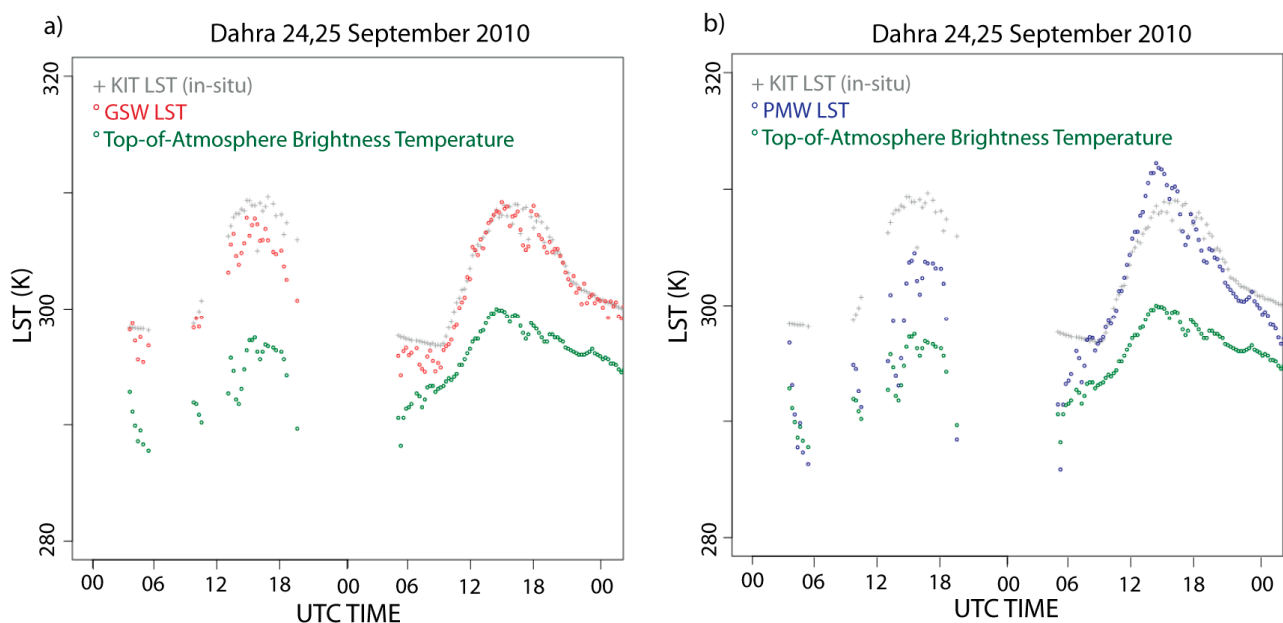 a)
Dahra 24,25 September 2010
+ KIT LST (in-situ)
° GSW LST
° Top-of-Atmosphere Brightness Temperature
LST (K)
320
300
280
00 06 12 18 00 06 12 18 00
UTC TIME
b)
Dahra 24,25 September 2010
+ KIT LST (in-situ)
° PMW LST
° Top-of-Atmosphere Brightness Temperature
LST (K)
320
300
280
00 06 12 18 00 06 12 18 00
UTC TIME